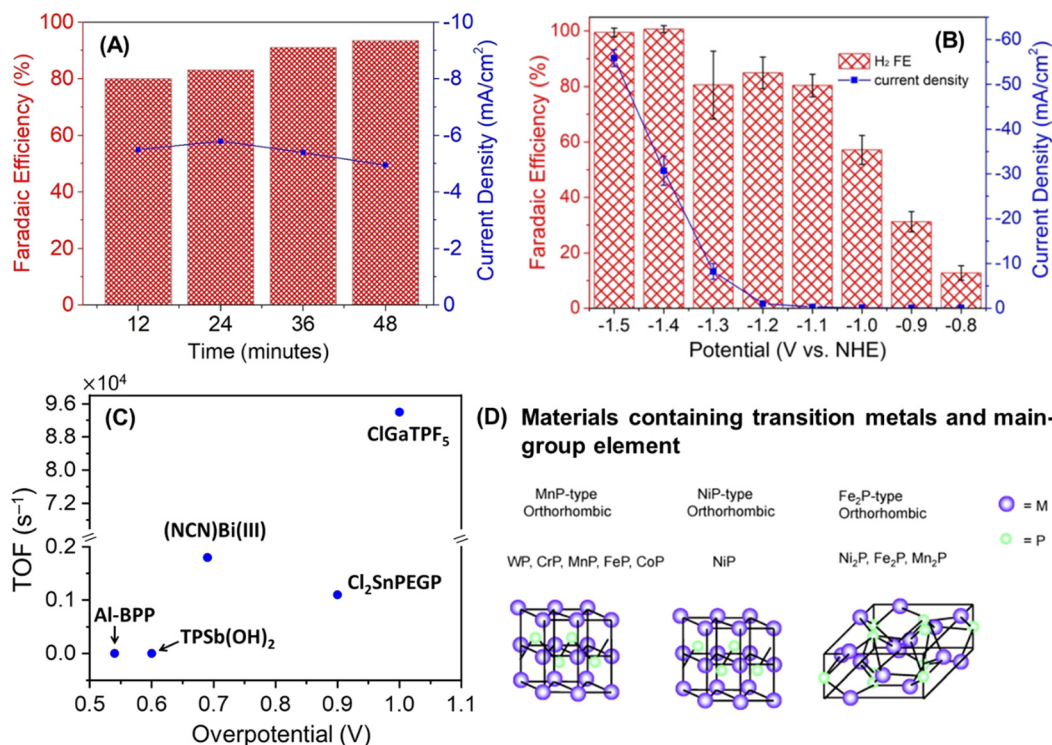 (A)
Faradaic Efficiency (%)
100
80
60
40
20
0
12 24 36 48
Time (minutes)
-10
-8
-6
-4
-2
0
Current Density (mA/cm²)
(B)
Faradaic Efficiency (%)
100
80
60
40
20
0
H₂ FE
current density
-1.5 -1.4 -1.3 -1.2 -1.1 -1.0 -0.9 -0.8
Potential (V vs. NHE)
-60
-50
-40
-30
-20
-10
0
Current Density (mA/cm²)
(C)
×10⁴
TOF (s⁻¹)
9.6
8.8
8.0
7.2
0.2
0.1
0.0
ClGaTPF₅
(NCN)Bi(III)
Cl₂SnPEGP
Al-BPP
TPSb(OH)₂
0.5 0.6 0.7 0.8 0.9 1.0 1.1
Overpotential (V)
(D) Materials containing transition metals and main-
group element
MnP-type
Orthorhombic
WP, CrP, MnP, FeP, CoP
NiP-type
Orthorhombic
NiP
Fe₂P-type
Orthorhombic
Ni₂P, Fe₂P, Mn₂P
= M
= P